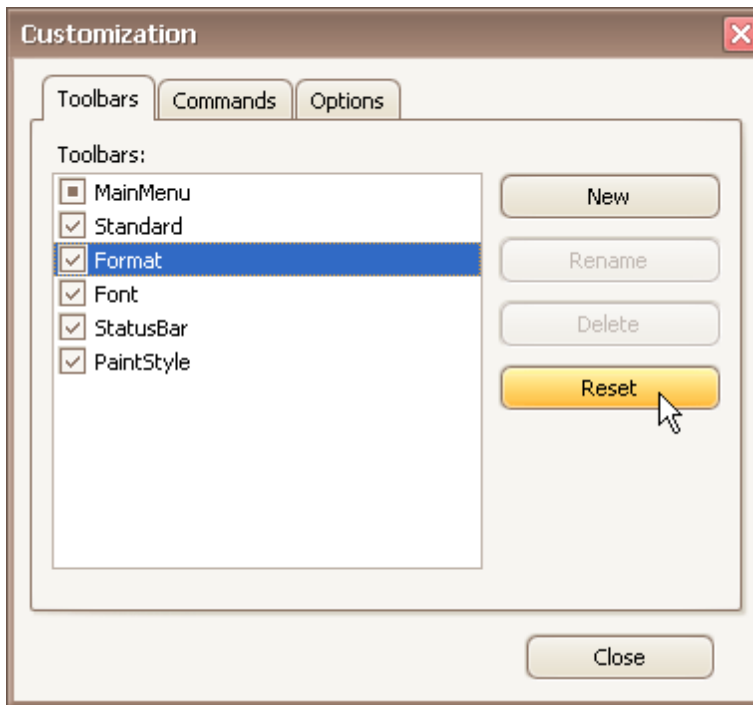 Customization
Toolbars Commands Options
Toolbars:
MainMenu
Standard
Format
Font
StatusBar
PaintStyle
New
Rename
Delete
Reset
Close